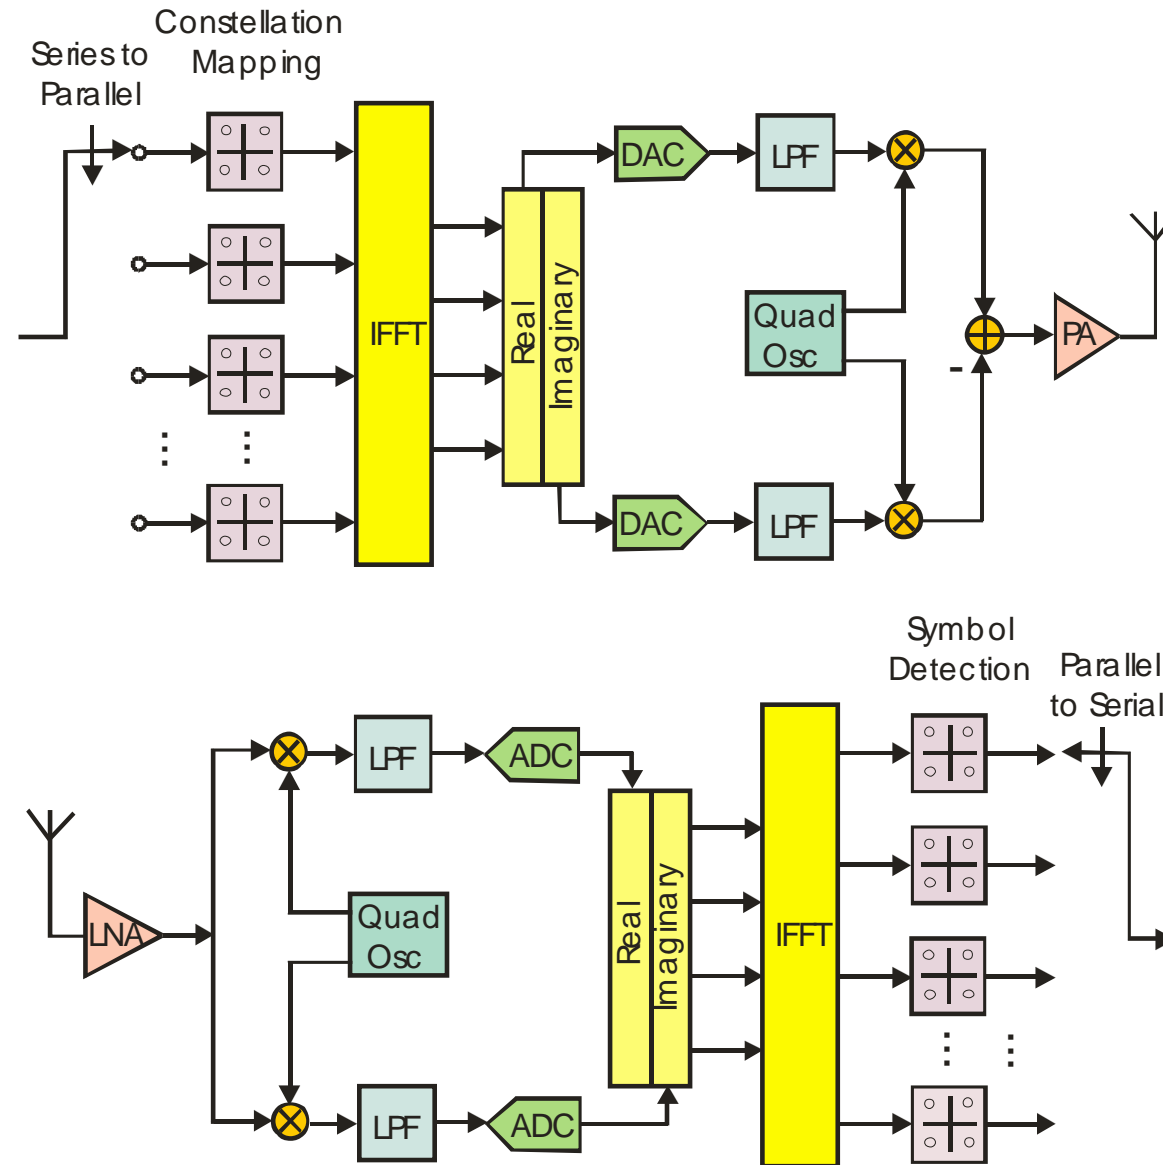 Constellation
Mapping
Series to
Parallel
DAC
LPF
IFFT
Real
Imaginary
Quad
Osc
-
PA
DAC
LPF
Symbol
Detection
Parallel
to Serial
LPF
ADC
LNA
Quad
Osc
Real
Imaginary
IFFT
LPF
ADC